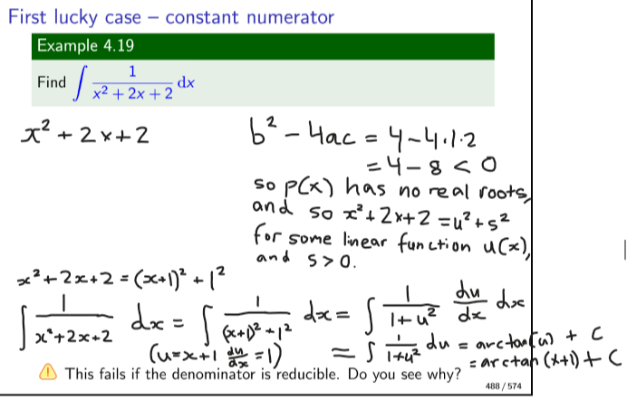 First lucky case – constant numerator
Example 4.19
Find ∫ 1/(x² + 2x + 2) dx
x² + 2x + 2
b² - 4ac = 4 - 4.1.2
= 4 - 8 < 0
so p(x) has no real roots,
and so x² + 2x + 2 = u² + s²
for some linear function u(x),
and s > 0.
x² + 2x + 2 = (x+1)² + 1²
∫ 1/(x² + 2x + 2) dx = ∫ 1/((x+1)² + 1²) dx = ∫ 1/(1 + u²) du/dx dx
(u = x+1 du/dx = 1) = ∫ 1/(1+u²) du = arctan(u) + C
= arctan (x+1) + C
⚠ This fails if the denominator is reducible. Do you see why?
488 / 574